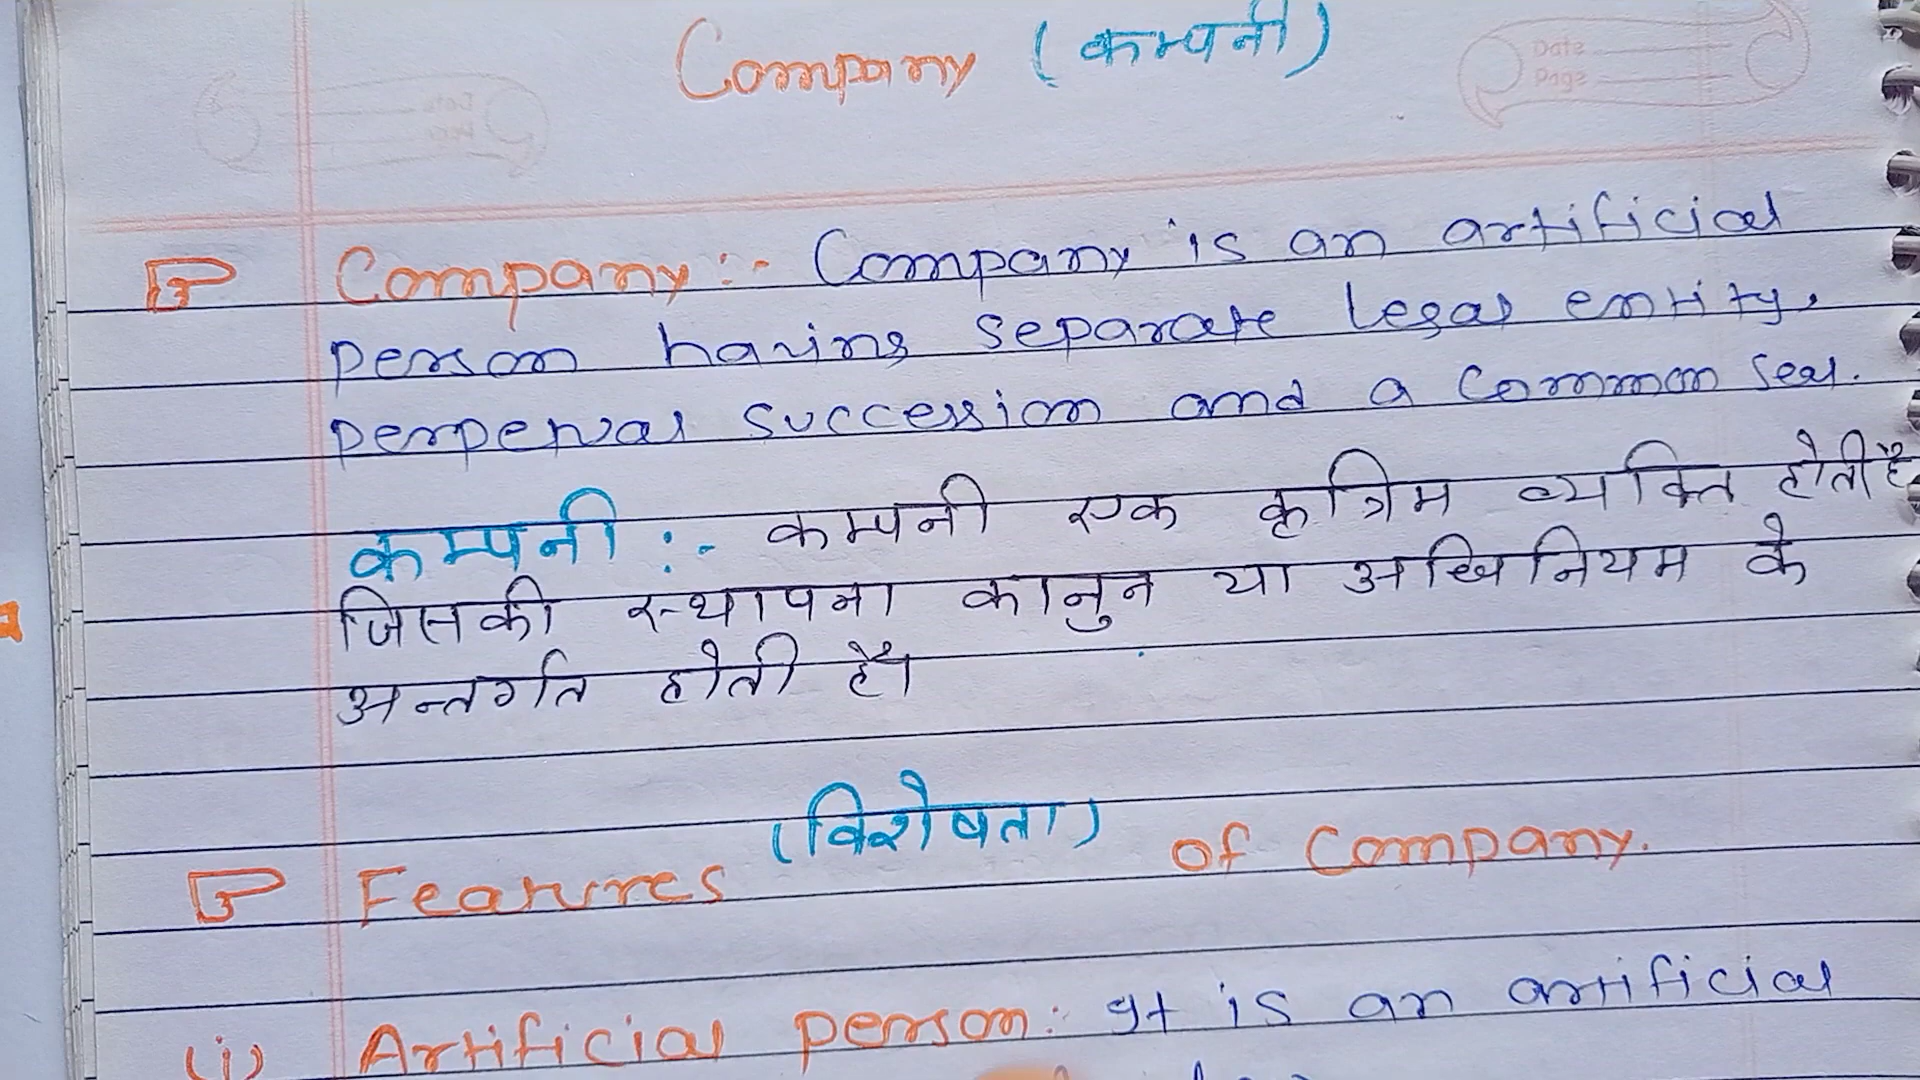 Company (कम्पनी)
Date
Page
Company:- Company is an artificial
person having separate legal entity,
perpetual succession and a common seal.
कम्पनी :- कम्पनी एक कृत्रिम व्यक्ति होती है
जिसकी स्थापना कानुन या अधिनियम के
अन्तर्गत होती है।
Features (विशेषता) of Company.
(i) Artificial person: It is an artificial